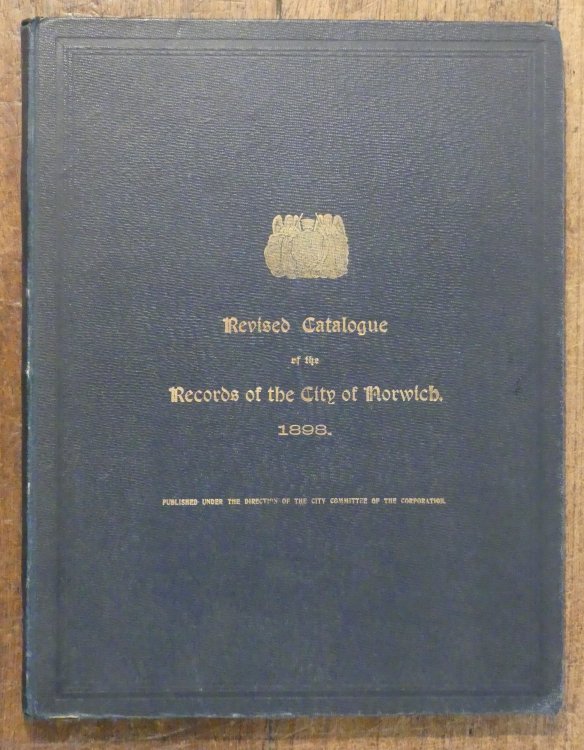 Revised Catalogue
of the
Records of the City of Norwich.
1898.
PUBLISHED UNDER THE DIRECTION OF THE CITY COMMITTEE OF THE CORPORATION.